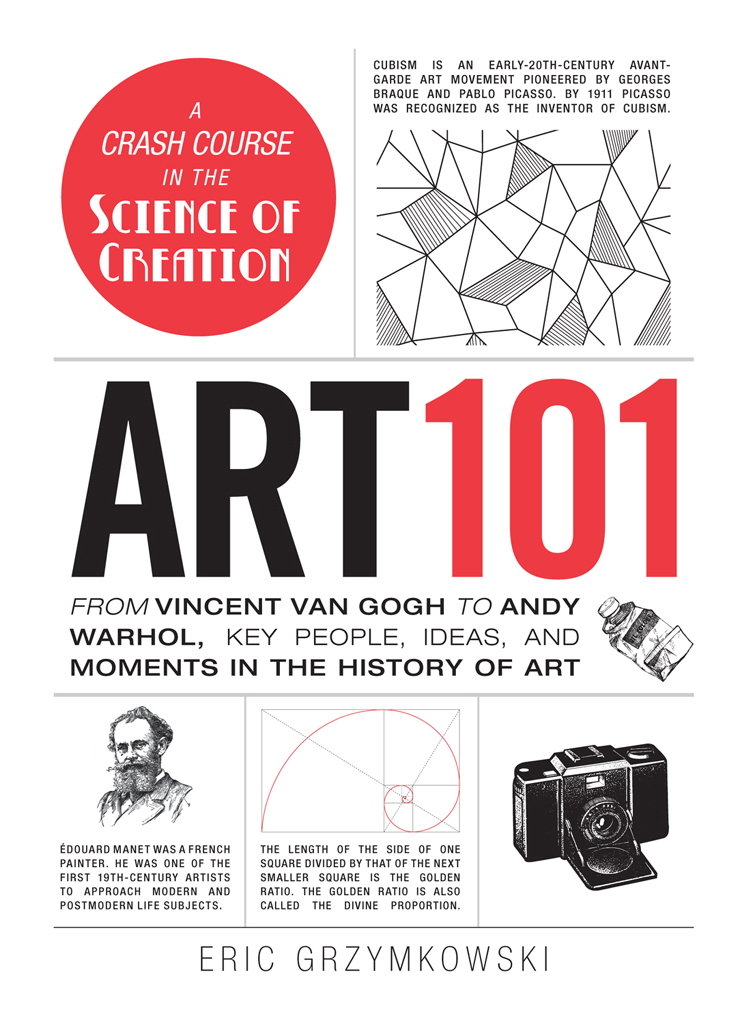 A
CRASH COURSE
IN THE
SCIENCE OF
CREATION
CUBISM IS AN EARLY-20TH-CENTURY AVANT-
GARDE ART MOVEMENT PIONEERED BY GEORGES
BRAQUE AND PABLO PICASSO. BY 1911 PICASSO
WAS RECOGNIZED AS THE INVENTOR OF CUBISM.
ART 101
FROM VINCENT VAN GOGH TO ANDY
WARHOL, KEY PEOPLE, IDEAS, AND
MOMENTS IN THE HISTORY OF ART
ÉDOUARD MANET WAS A FRENCH
PAINTER. HE WAS ONE OF THE
FIRST 19TH-CENTURY ARTISTS
TO APPROACH MODERN AND
POSTMODERN LIFE SUBJECTS.
THE LENGTH OF THE SIDE OF ONE
SQUARE DIVIDED BY THAT OF THE NEXT
SMALLER SQUARE IS THE GOLDEN
RATIO. THE GOLDEN RATIO IS ALSO
CALLED THE DIVINE PROPORTION.
ERIC GRZYMKOWSKI